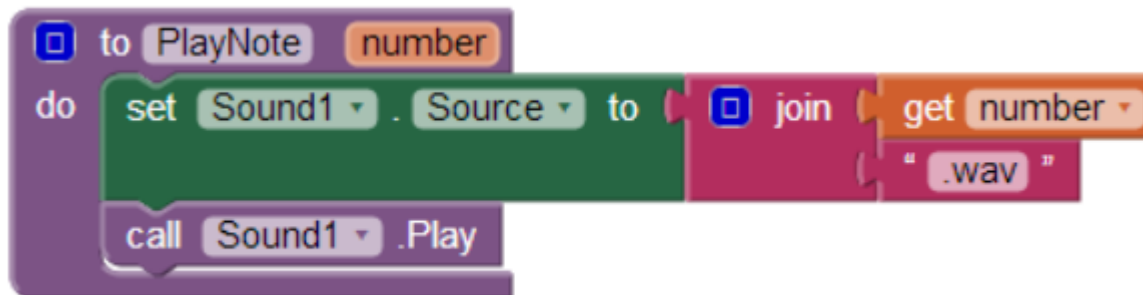 to PlayNote number
do set Sound1 . Source to join get number
“ .wav ”
call Sound1 .Play